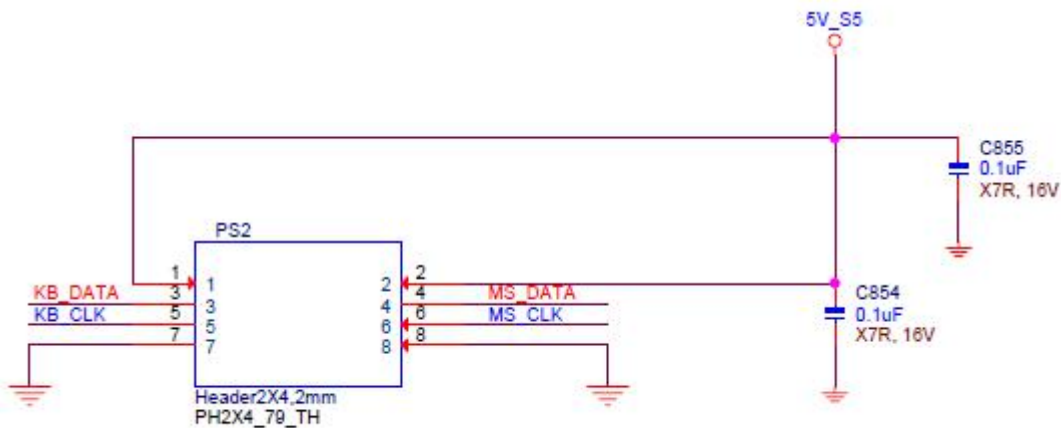 5V_S5
C855
0.1uF
X7R, 16V
PS2
1 1 2 2
KB_DATA 3 3 4 4 MS_DATA
KB_CLK 5 5 6 6 MS_CLK
7 7 8 8
C854
0.1uF
X7R, 16V
Header2X4,2mm
PH2X4_79_TH